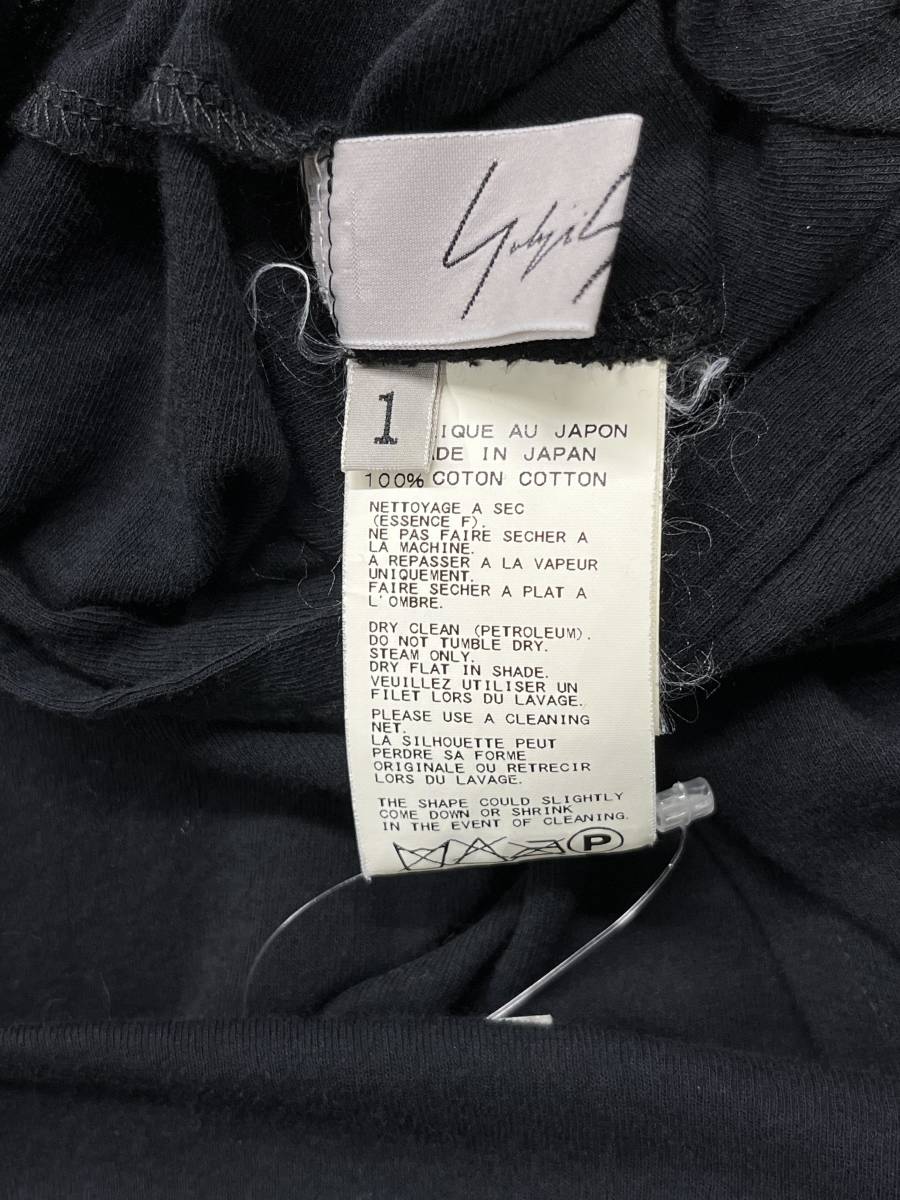 Yohji
1
IQUE AU JAPON
DE IN JAPAN
100% COTON COTTON
NETTOYAGE A SEC
(ESSENCE F).
NE PAS FAIRE SECHER A
LA MACHINE.
A REPASSER A LA VAPEUR
UNIQUEMENT.
FAIRE SECHER A PLAT A
L'OMBRE.
DRY CLEAN (PETROLEUM).
DO NOT TUMBLE DRY.
STEAM ONLY.
DRY FLAT IN SHADE.
VEUILLEZ UTILISER UN
FILET LORS DU LAVAGE.
PLEASE USE A CLEANING
NET.
LA SILHOUETTE PEUT
PERDRE SA FORME
ORIGINALE OU RETRECIR
LORS DU LAVAGE.
THE SHAPE COULD SLIGHTLY
COME DOWN OR SHRINK
IN THE EVENT OF CLEANING.
P